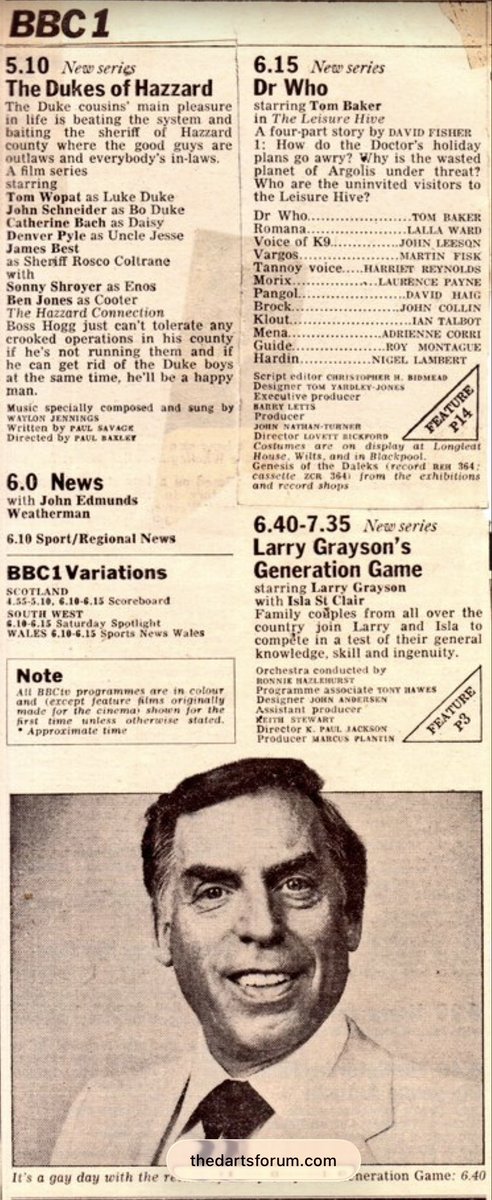 BBC1
5.10 New series
The Dukes of Hazzard
The Duke cousins' main pleasure
in life is beating the system and
baiting the sheriff of Hazzard
county where the good guys are
outlaws and everybody's in-laws.
A film series
starring
Tom Wopat as Luke Duke
John Schneider as Bo Duke
Catherine Bach as Daisy
Denver Pyle as Uncle Jesse
James Best
as Sheriff Rosco Coltrane
with
Sonny Shroyer as Enos
Ben Jones as Cooter
The Hazzard Connection
Boss Hogg just can't tolerate any
crooked operations in his county
if he's not running them and if
he can get rid of the Duke boys
at the same time, he'll be a happy
man.
Music specially composed and sung by
WAYLON JENNINGS
Written by PAUL SAVAGE
Directed by PAUL BAXLEY
6.0 News
with John Edmunds
Weatherman
6.10 Sport/Regional News
BBC1 Variations
SCOTLAND
4.55-5.10, 6.10-6.15 Scoreboard
SOUTH WEST
6.10-6.15 Saturday Spotlight
WALES 6.10-6.15 Sports News Wales
Note
All BBCtv programmes are in colour
and (except feature films originally
made for the cinema) shown for the
first time unless otherwise stated.
* Approximate time
6.15 New series
Dr Who
starring Tom Baker
in The Leisure Hive
A four-part story by DAVID FISHER
1: How do the Doctor's holiday
plans go awry? Why is the wasted
planet of Argolis under threat?
Who are the uninvited visitors to
the Leisure Hive?
Dr Who....................TOM BAKER
Romana....................LALLA WARD
Voice of K9.............JOHN LEESON
Vargos....................MARTIN FISK
Tannoy voice.....HARRIET REYNOLDS
Morix................LAURENCE PAYNE
Pangol.....................DAVID HAIG
Brock.....................JOHN COLLIN
Klout.......................IAN TALBOT
Mena..................ADRIENNE CORRI
Guide..................ROY MONTAGUE
Hardin................NIGEL LAMBERT
Script editor CHRISTOPHER H. BIDMEAD
Designer TOM YARDLEY-JONES
Executive producer
BARRY LETTS
Producer
JOHN NATHAN-TURNER
Director LOVETT BICKFORD
FEATURE
P14
Costumes are on display at Longleat
House, Wilts, and in Blackpool.
Genesis of the Daleks (record REH 364;
cassette ZCR 364) from the exhibitions
and record shops
6.40-7.35 New series
Larry Grayson's
Generation Game
starring Larry Grayson
with Isla St Clair
Family couples from all over the
country join Larry and Isla to
compete in a test of their general
knowledge, skill and ingenuity.
Orchestra conducted by
RONNIE HAZLEHURST
Programme associate TONY HAWES
Designer JOHN ANDERSEN
Assistant producer
KEITH STEWART
Director K. PAUL JACKSON
Producer MARCUS PLANTIN
FEATURE
P3
thedartsforum.com
It's a gay day with the Generation Game: 6.40